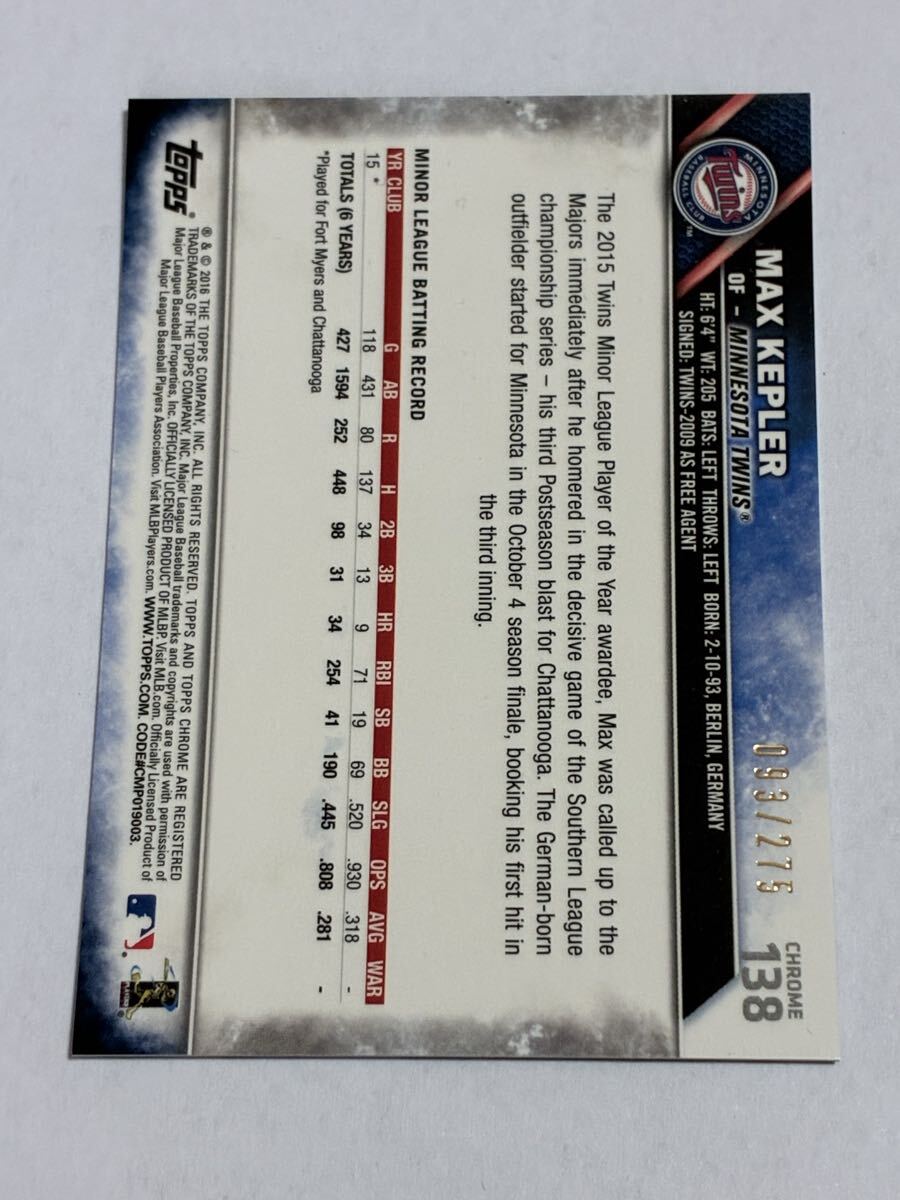 MINNESOTA
Twins
BASEBALL CLUB™
MAX KEPLER
OF – MINNESOTA TWINS®
HT: 6'4" WT: 205 BATS: LEFT THROWS: LEFT BORN: 2-10-93, BERLIN, GERMANY
SIGNED: TWINS-2009 AS FREE AGENT
093/275
CHROME
138
The 2015 Twins Minor League Player of the Year awardee, Max was called up to the
Majors immediately after he homered in the decisive game of the Southern League
championship series – his third Postseason blast for Chattanooga. The German-born
outfielder started for Minnesota in the October 4 season finale, booking his first hit in
the third inning.
MINOR LEAGUE BATTING RECORD
YR CLUB G AB R H 2B 3B HR RBI SB BB SLG OPS AVG WAR
15 * 118 431 80 137 34 13 9 71 19 69 .520 .930 .318 -
TOTALS (6 YEARS) 427 1594 252 448 98 31 34 254 41 190 .445 .808 .281 -
*Played for Fort Myers and Chattanooga
topps®
® & © 2016 THE TOPPS COMPANY, INC. ALL RIGHTS RESERVED. TOPPS AND TOPPS CHROME ARE REGISTERED
TRADEMARKS OF THE TOPPS COMPANY, INC. Major League Baseball trademarks and copyrights are used with permission of
Major League Baseball Properties, Inc. OFFICIALLY LICENSED PRODUCT OF MLBP. Visit MLB.com. Officially Licensed Product of
Major League Baseball Players Association. Visit MLBPlayers.com. WWW.TOPPS.COM. CODE#CMP019003.